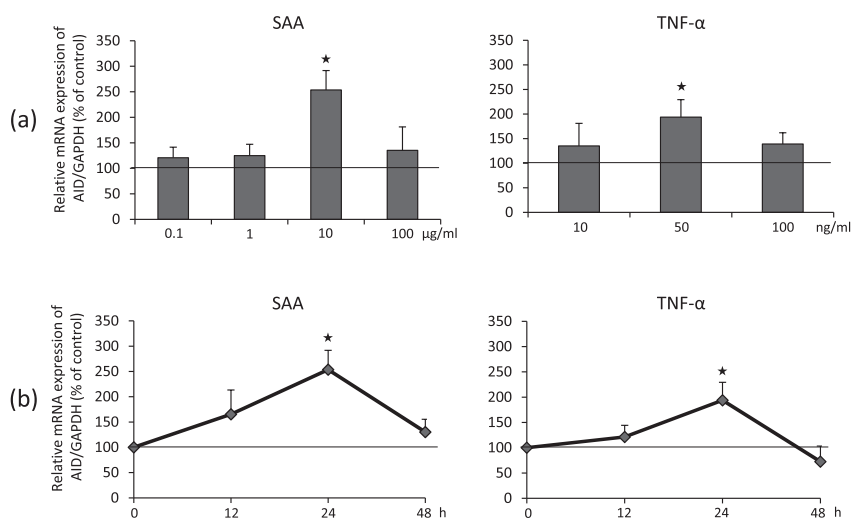 (a)
SAA
Relative mRNA expression of
AID/GAPDH (% of control)
350
300
250
200
150
100
50
0
★
0.1 1 10 100 µg/ml
TNF-α
350
300
250
200
150
100
50
0
★
10 50 100 ng/ml
(b)
SAA
Relative mRNA expression of
AID/GAPDH (% of control)
350
300
250
200
150
100
50
0
★
0 12 24 48 h
TNF-α
350
300
250
200
150
100
50
0
★
0 12 24 48 h